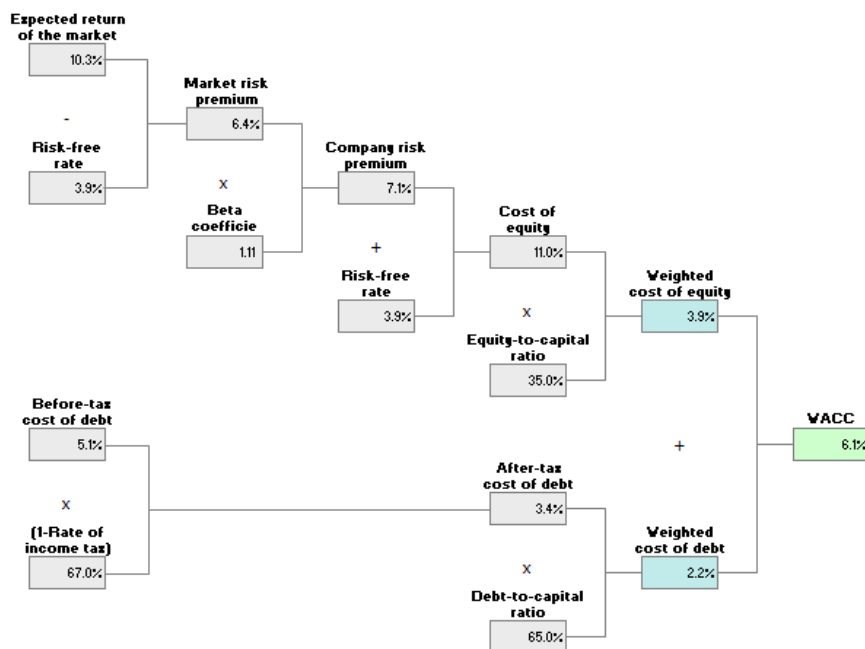 Expected return
of the market
10.3%
-
Risk-free
rate
3.9%
Market risk
premium
6.4%
x
Beta
coefficie
1.11
Company risk
premium
7.1%
+
Risk-free
rate
3.9%
Cost of
equity
11.0%
x
Equity-to-capital
ratio
35.0%
Weighted
cost of equity
3.9%
Before-tax
cost of debt
5.1%
x
(1-Rate of
income tax)
67.0%
After-tax
cost of debt
3.4%
x
Debt-to-capital
ratio
65.0%
+
Weighted
cost of debt
2.2%
WACC
6.1%